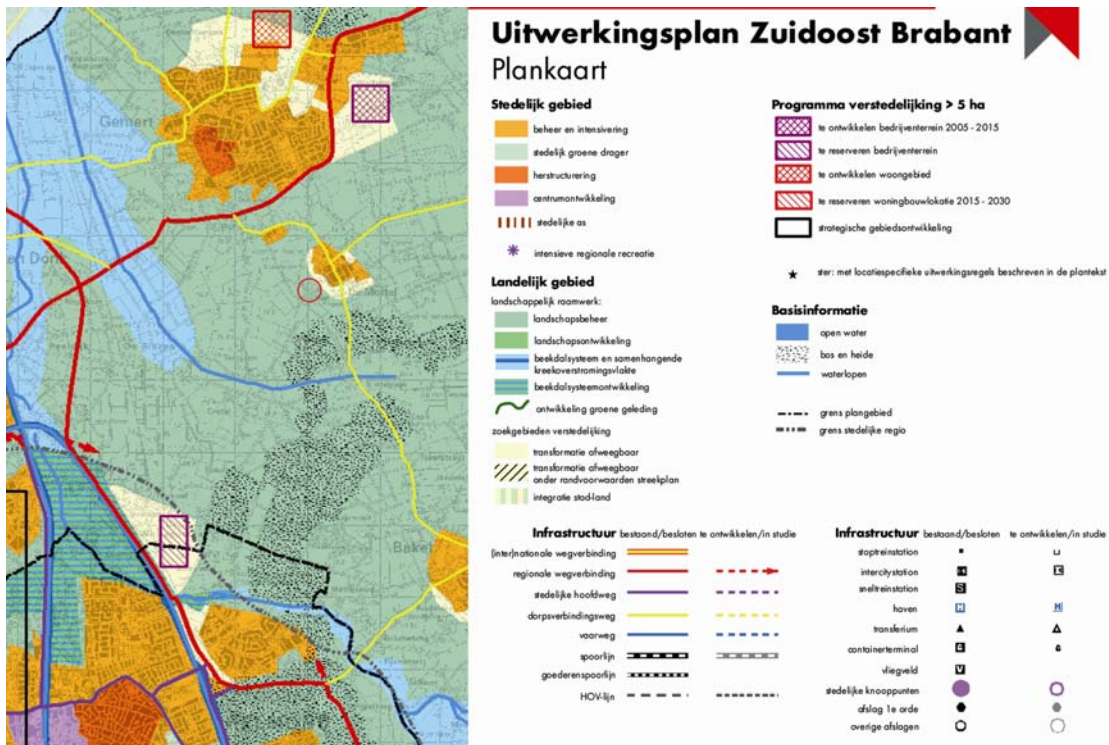 Uitwerkingsplan Zuidoost Brabant
Plankaart
Stedelijk gebied
beheer en intensivering
stedelijk groene drager
herstructurering
centrumontwikkeling
stedelijke as
intensieve regionale recreatie
Landelijk gebied
landschappelijk raamwerk:
landschapsbeheer
landschapsontwikkeling
beekdalsysteem en samenhangende
kreekoverstromingsvlakte
beekdalsysteemontwikkeling
ontwikkeling groene geleding
zoekgebieden verstedelijking
transformatie afweegbaar
transformatie afweegbaar
onder randvoorwaarden streekplan
integratie stad-land
Programma verstedelijking > 5 ha
te ontwikkelen bedrijventerrein 2005 - 2015
te reserveren bedrijventerrein
te ontwikkelen woongebied
te reserveren woningbouwlokatie 2015 - 2030
strategische gebiedsontwikkeling
ster: met locatiespecifieke uitwerkingsregels beschreven in de plantekst
Basisinformatie
open water
bos en heide
waterlopen
grens plangebied
grens stedelijke regio
Infrastructuur bestaand/besloten te ontwikkelen/in studie
(inter)nationale wegverbinding
regionale wegverbinding
stedelijke hoofdweg
dorpsverbindingsweg
vaarweg
spoorlijn
goederenspoorlijn
HOV-lijn
Infrastructuur bestaand/besloten te ontwikkelen/in studie
stoptreinstation
intercitystation
sneltreinstation S
haven H H
transferium
containerterminal
vliegveld V
stedelijke knooppunten
afslag 1e orde
overige afslagen
Gemert
Bakel